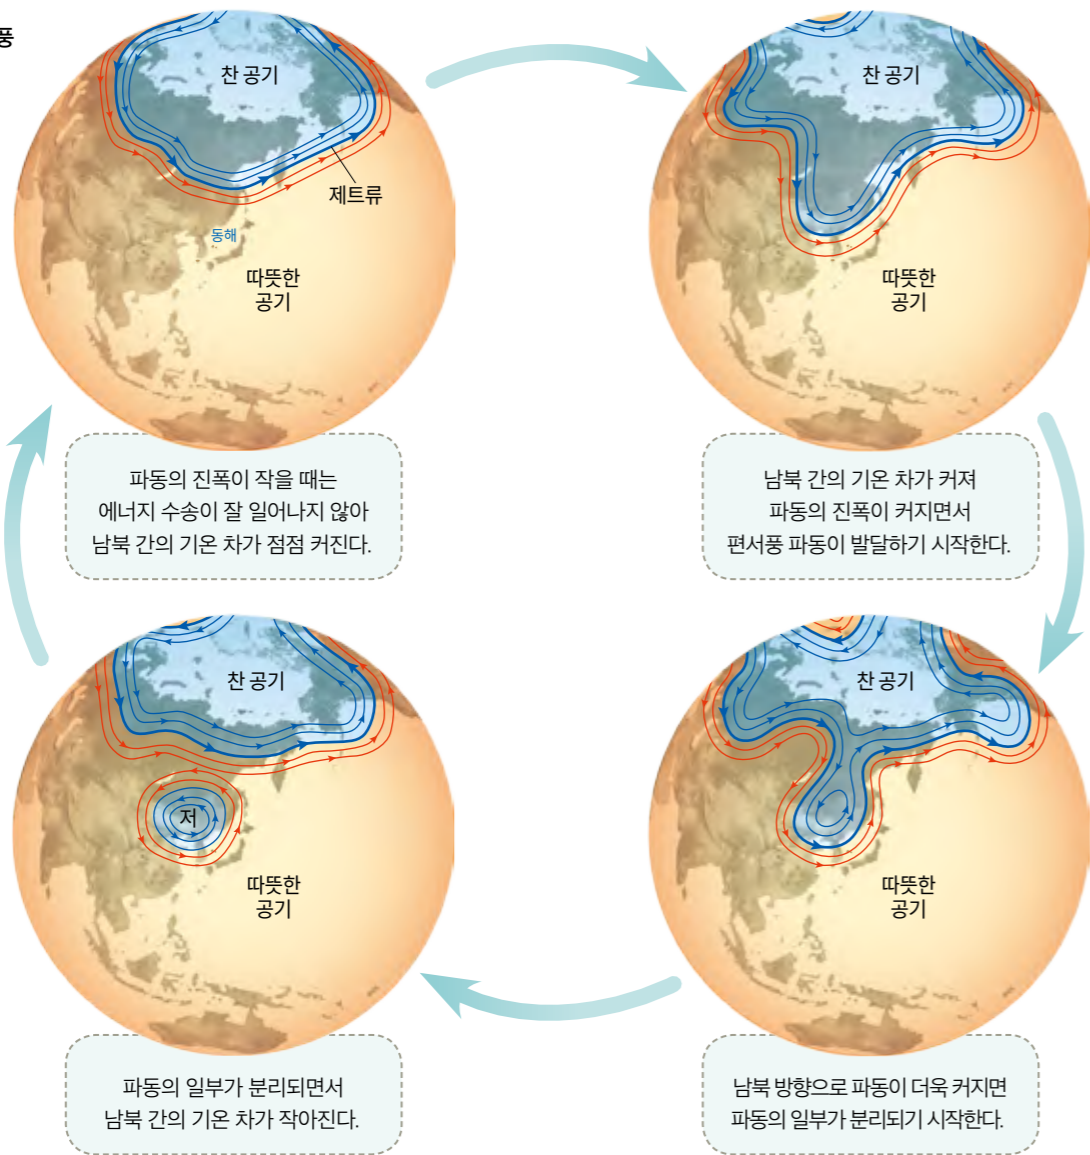 풍
찬 공기
제트류
동해
따뜻한
공기
파동의 진폭이 작을 때는
에너지 수송이 잘 일어나지 않아
남북 간의 기온 차가 점점 커진다.
찬 공기
따뜻한
공기
남북 간의 기온 차가 커져
파동의 진폭이 커지면서
편서풍 파동이 발달하기 시작한다.
찬 공기
저
따뜻한
공기
파동의 일부가 분리되면서
남북 간의 기온 차가 작아진다.
찬 공기
따뜻한
공기
남북 방향으로 파동이 더욱 커지면
파동의 일부가 분리되기 시작한다.